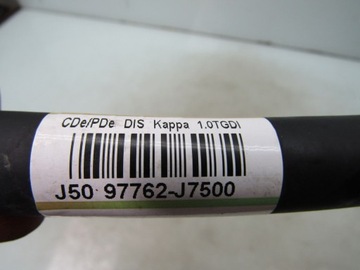 CDe/PDe DIS Kappa 1.0TGDI
J50 97762-J7500